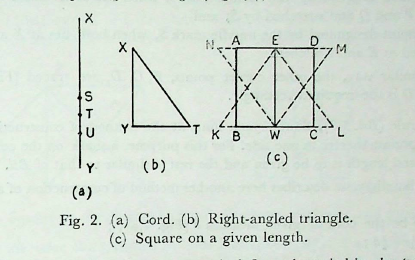 X
S
T
U
Y
(a)
X
Y T
(b)
N A E D M
K B W C L
(c)
Fig. 2. (a) Cord. (b) Right-angled triangle.
(c) Square on a given length.